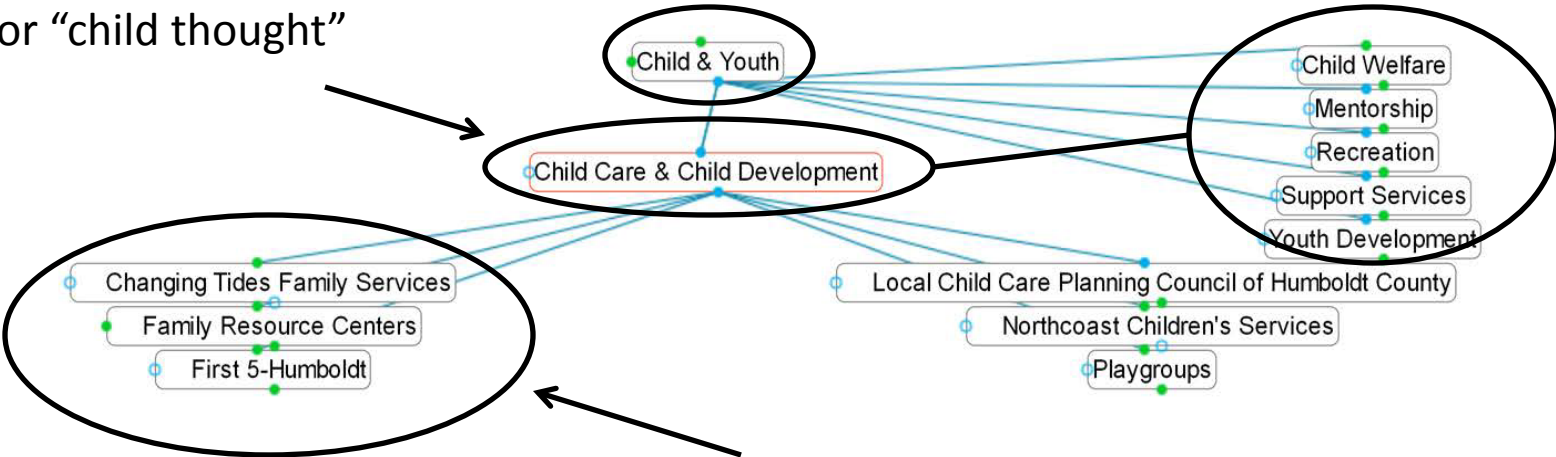 or “child thought”
Child & Youth
Child Welfare
Mentorship
Recreation
Support Services
Youth Development
Child Care & Child Development
Changing Tides Family Services
Family Resource Centers
First 5-Humboldt
Local Child Care Planning Council of Humboldt County
Northcoast Children's Services
Playgroups